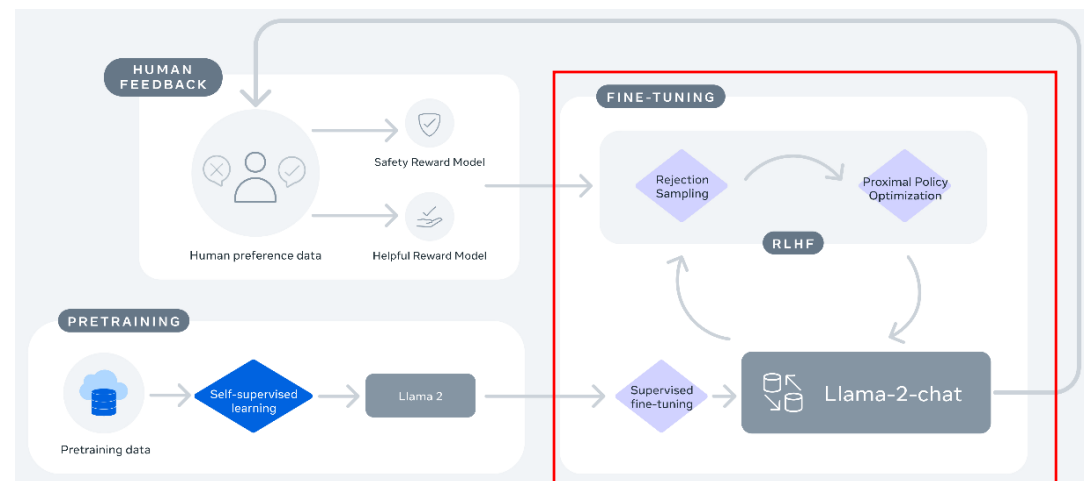 HUMAN
FEEDBACK
Safety Reward Model
Human preference data
Helpful Reward Model
FINE-TUNING
Rejection
Sampling
Proximal Policy
Optimization
RLHF
PRETRAINING
Self-supervised
learning
Llama 2
Pretraining data
Supervised
fine-tuning
Llama-2-chat